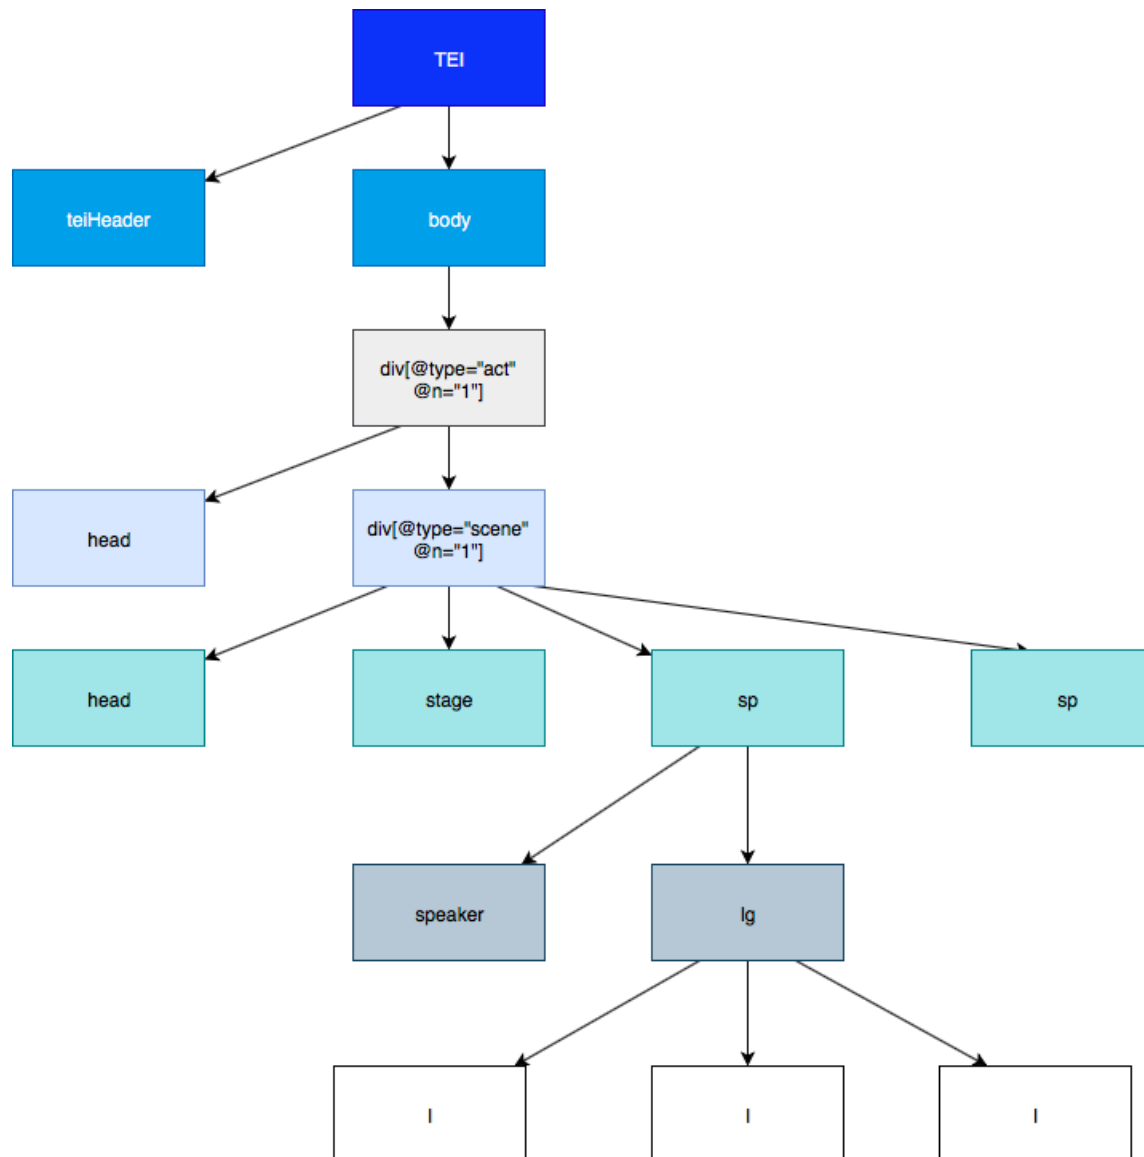 TEI
teiHeader
body
div[@type="act"
@n="1"]
head
div[@type="scene"
@n="1"]
head
stage
sp
sp
speaker
lg
l
l
l